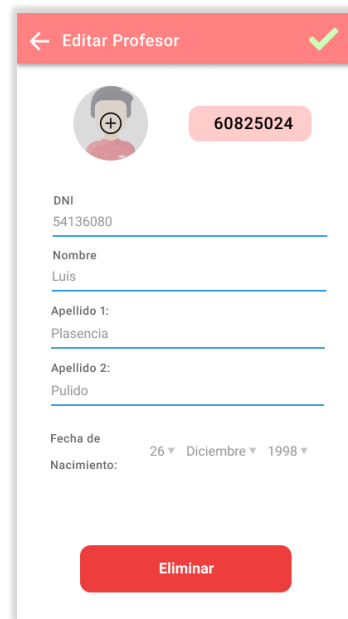 Editar Profesor
60825024
DNI
54136080
Nombre
Luis
Apellido 1:
Plasencia
Apellido 2:
Pulido
Fecha de
Nacimiento:
26 Diciembre 1998
Eliminar